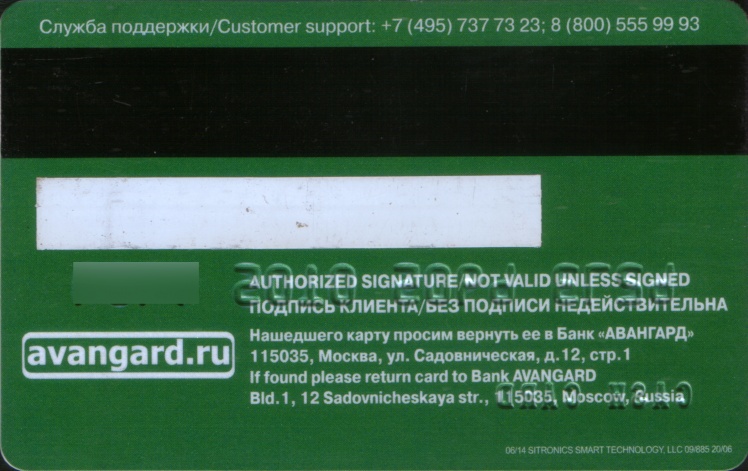 Служба поддержки/Customer support: +7 (495) 737 73 23; 8 (800) 555 99 93
AUTHORIZED SIGNATURE/NOT VALID UNLESS SIGNED
ПОДПИСЬ КЛИЕНТА/БЕЗ ПОДПИСИ НЕДЕЙСТВИТЕЛЬНА
avangard.ru
Нашедшего карту просим вернуть ее в Банк «АВАНГАРД»
115035, Москва, ул. Садовническая, д.12, стр.1
If found please return card to Bank AVANGARD
Bld.1, 12 Sadovnicheskaya str., 115035, Moscow, Russia
06/14 SITRONICS SMART TECHNOLOGY, LLC 09/885 20/06